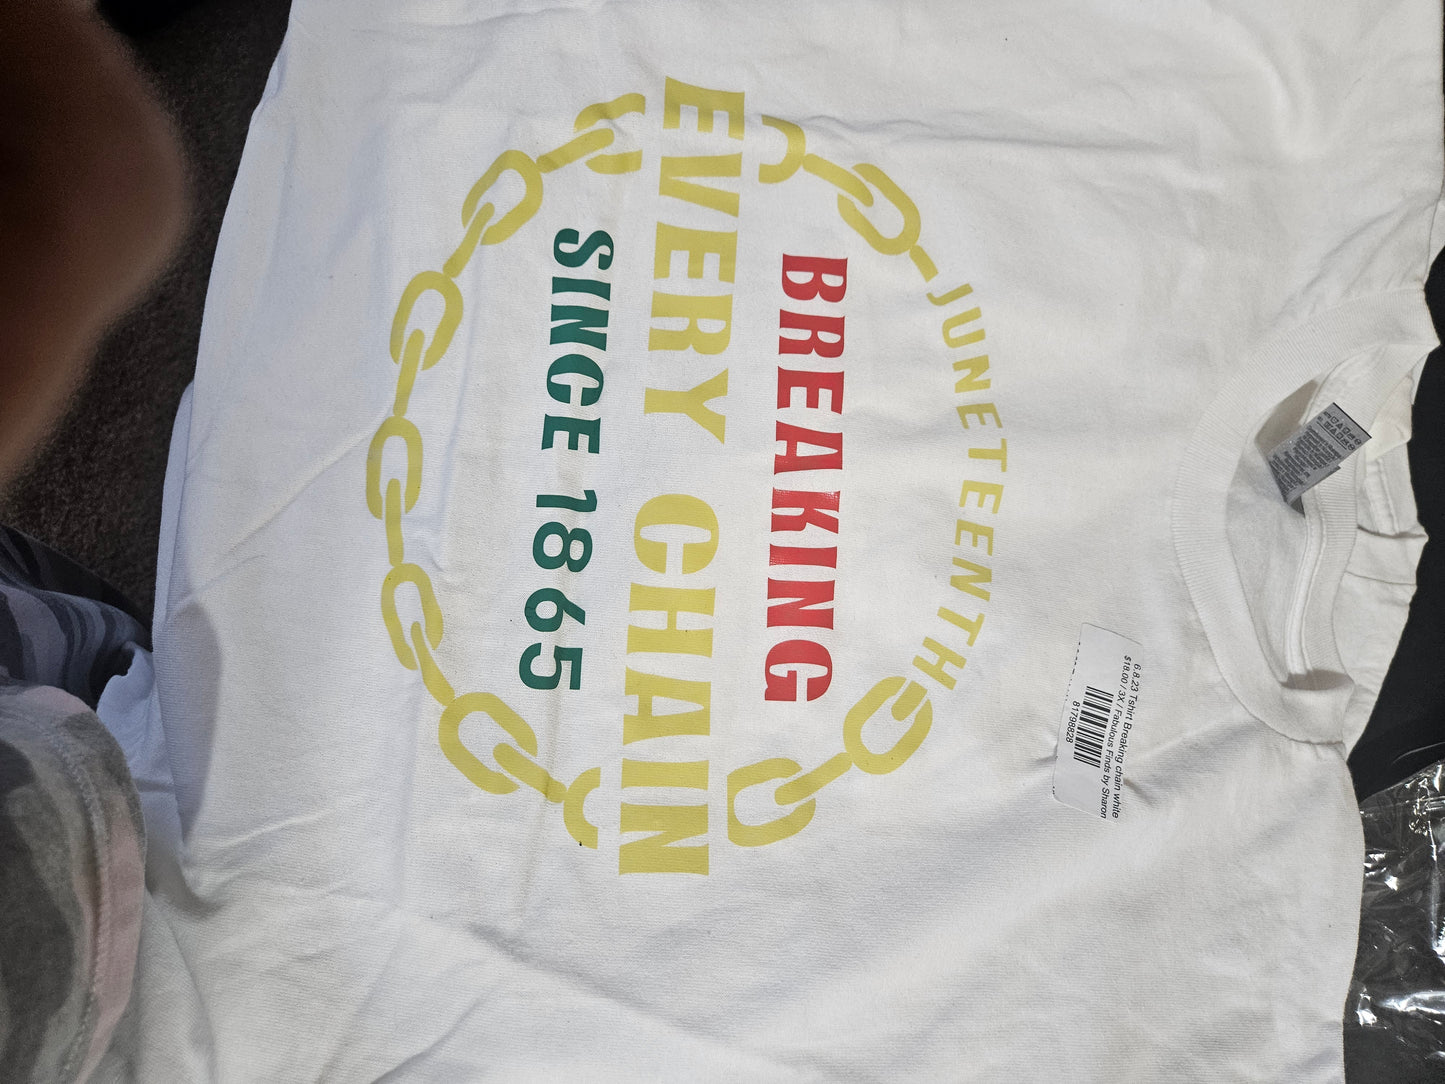 JUNETEENTH
BREAKING
EVERY CHAIN
SINCE 1865
6.8.23 Tshirt Breaking chain white
$18.00 / 3X / Fabulous Finds by Sharon
81798828